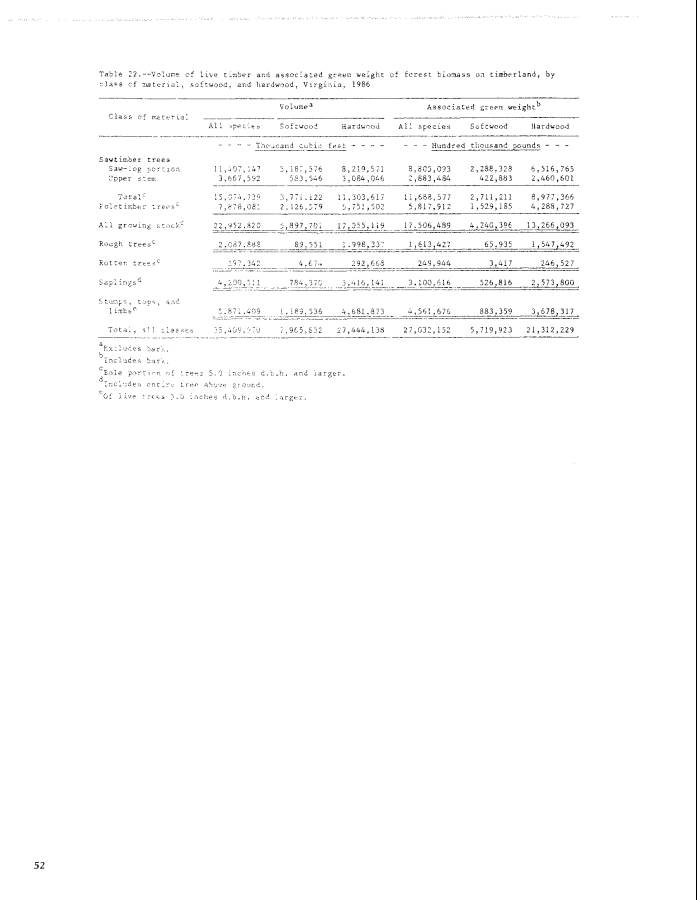 Table 22.--Volume of live timber and associated green weight of forest biomass on timberland, by
class of material, softwood, and hardwood, Virginia, 1986
Class of material Volume^a Associated green weight^b
All species Softwood Hardwood All species Softwood Hardwood
- - - - Thousand cubic feet - - - - - - - Hundred thousand pounds - - -
Sawtimber trees
Saw-log portion 11,407,147 3,187,576 8,219,571 8,805,093 2,288,328 6,516,765
Upper stem 3,667,592 583,546 3,084,046 2,883,484 422,883 2,460,601
Total^c 15,074,739 3,771,122 11,303,617 11,688,577 2,711,211 8,977,366
Poletimber trees^c 7,878,081 2,126,579 5,751,502 5,817,912 1,529,185 4,288,727
All growing stock^c 22,952,820 5,897,701 17,055,119 17,506,489 4,240,396 13,266,093
Rough trees^c 2,087,888 89,551 1,998,337 1,613,427 65,935 1,547,492
Rotten trees^c 297,342 4,674 292,668 249,944 3,417 246,527
Saplings^d 4,200,511 784,370 3,416,141 3,100,616 526,816 2,573,800
Stumps, tops, and
limbs^e 5,871,409 1,189,536 4,681,873 4,561,676 883,359 3,678,317
Total, all classes 35,409,970 7,965,832 27,444,138 27,032,152 5,719,923 21,312,229
^aExcludes bark.
^bIncludes bark.
^cBole portion of trees 5.0 inches d.b.h. and larger.
^dIncludes entire tree above ground.
^eOf live trees 5.0 inches d.b.h. and larger.
52